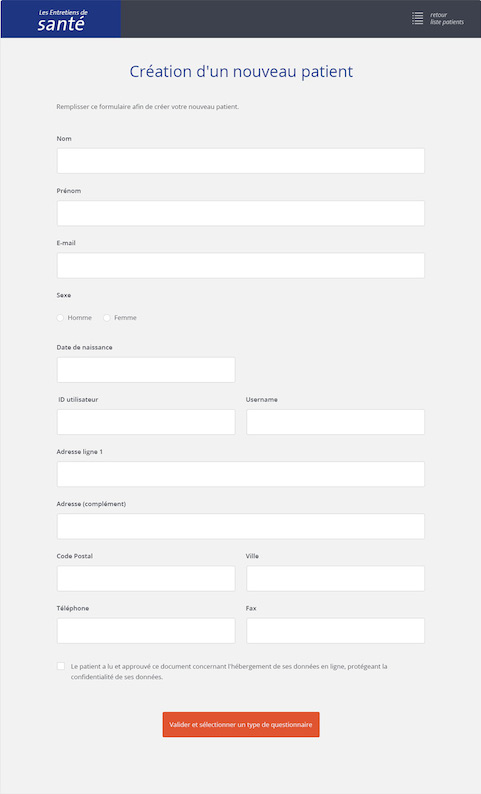 Les Entretiens de
santé
retour
liste patients
Création d'un nouveau patient
Remplisser ce formulaire afin de créer votre nouveau patient.
Nom
Prénom
E-mail
Sexe
Homme Femme
Date de naissance
ID utilisateur Username
Adresse ligne 1
Adresse (complément)
Code Postal Ville
Téléphone Fax
Le patient a lu et approuvé ce document concernant l'hébergement de ses données en ligne, protégeant la
confidentialité de ses données.
Valider et sélectionner un type de questionnaire